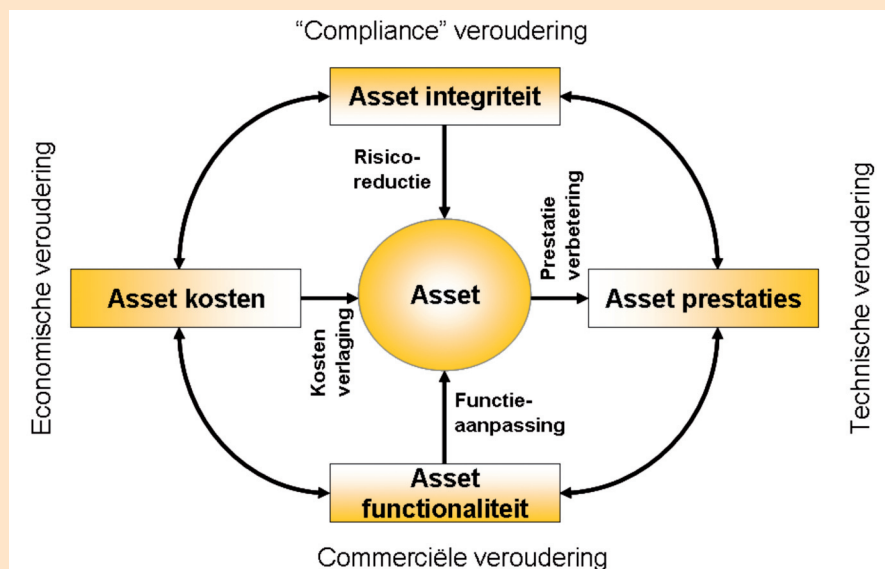 “Compliance” veroudering
Asset integriteit
Risico-
reductie
Economische veroudering
Asset kosten
Kosten
verlaging
Asset
Prestatie
verbetering
Asset prestaties
Technische veroudering
Functie-
aanpassing
Asset
functionaliteit
Commerciële veroudering